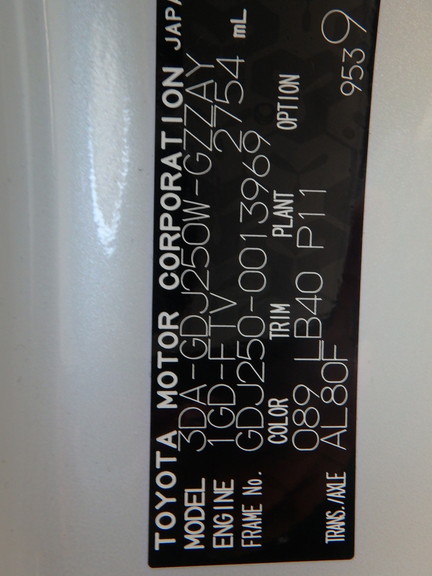 TOYOTA MOTOR CORPORATION JAPA
MODEL 3DA-GDJ250W-GZZAY
ENGINE 1GD-FTV 2754 mL
FRAME No. GDJ250-0013969
COLOR TRIM PLANT OPTION
089 LB40 P11
TRANS./AXLE AL80F 9539